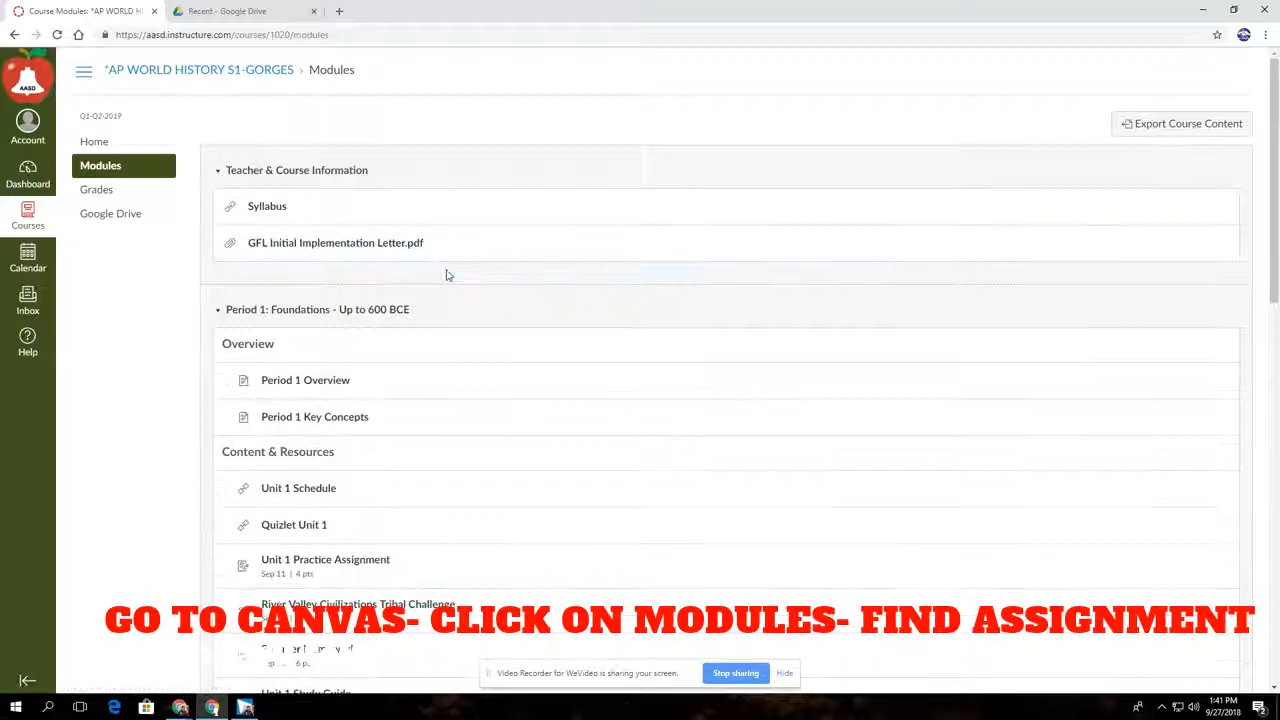 Course Modules: *AP WORLD HI
Recent - Google Drive
https://aasd.instructure.com/courses/1020/modules
AASD
*AP WORLD HISTORY S1-GORGES › Modules
Account
Dashboard
Courses
Calendar
Inbox
Help
Q1-Q2-2019
Home
Modules
Grades
Google Drive
Export Course Content
Teacher & Course Information
Syllabus
GFL Initial Implementation Letter.pdf
Period 1: Foundations - Up to 600 BCE
Overview
Period 1 Overview
Period 1 Key Concepts
Content & Resources
Unit 1 Schedule
Quizlet Unit 1
Unit 1 Practice Assignment
Sep 11 | 4 pts
River Valley Civilizations Tribal Challenge
GO TO CANVAS- CLICK ON MODULES- FIND ASSIGNMENT
Video Recorder for WeVideo is sharing your screen.
Stop sharing
Hide
Unit 1 Study Guide
1:41 PM
9/27/2018